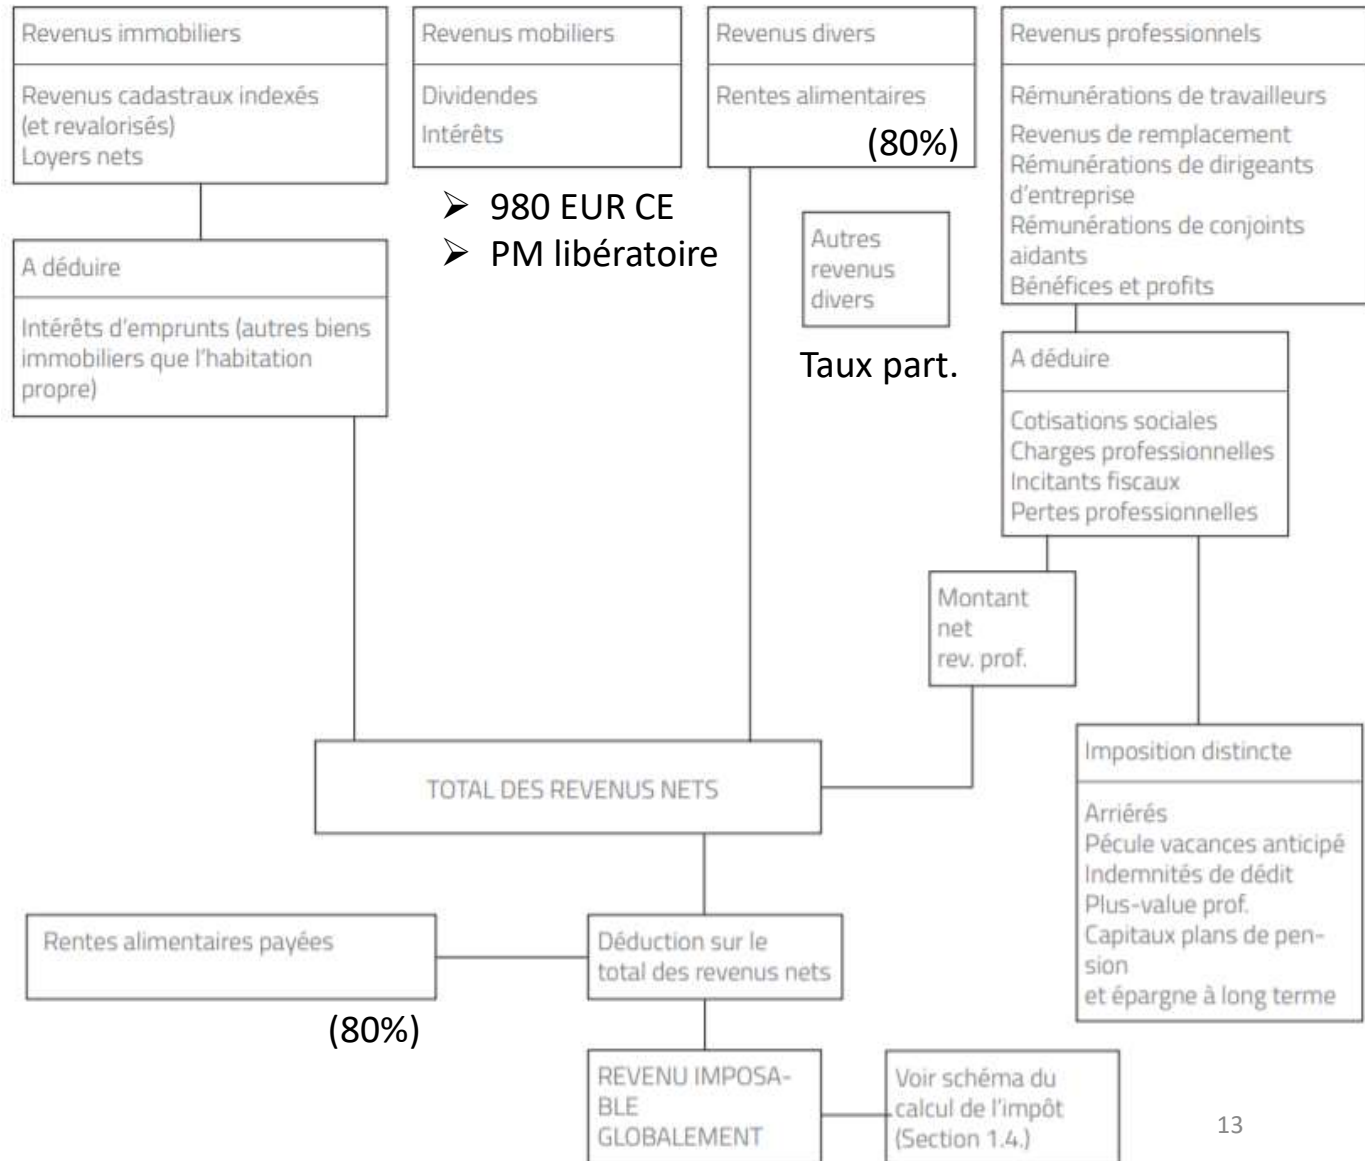 Revenus immobiliers
Revenus cadastraux indexés
(et revalorisés)
Loyers nets
A déduire
Intérêts d'emprunts (autres biens
immobiliers que l'habitation
propre)
Revenus mobiliers
Dividendes
Intérêts
➢ 980 EUR CE
➢ PM libératoire
Revenus divers
Rentes alimentaires
(80%)
Autres
revenus
divers
Taux part.
Revenus professionnels
Rémunérations de travailleurs
Revenus de remplacement
Rémunérations de dirigeants
d'entreprise
Rémunérations de conjoints
aidants
Bénéfices et profits
A déduire
Cotisations sociales
Charges professionnelles
Incitants fiscaux
Pertes professionnelles
Montant
net
rev. prof.
Imposition distincte
Arriérés
Pécule vacances anticipé
Indemnités de dédit
Plus-value prof.
Capitaux plans de pen-
sion
et épargne à long terme
TOTAL DES REVENUS NETS
Rentes alimentaires payées
(80%)
Déduction sur le
total des revenus nets
REVENU IMPOSA-
BLE
GLOBALEMENT
Voir schéma du
calcul de l'impôt
(Section 1.4.)
13